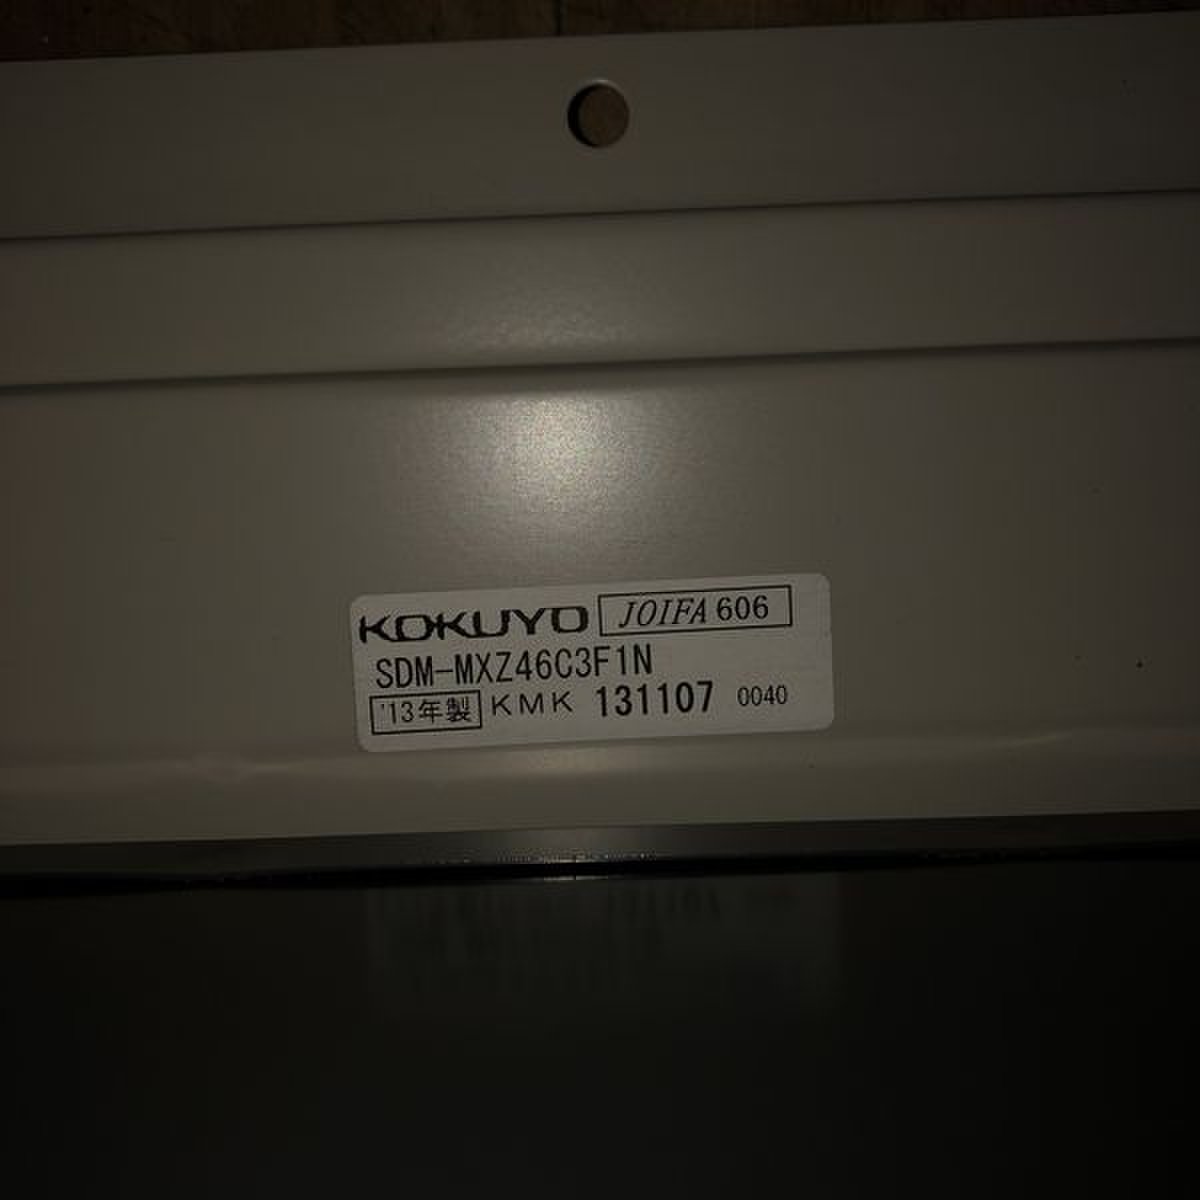 KOKUYO JOIFA 606
SDM-MXZ46C3F1N
'13年製 KMK 131107 0040